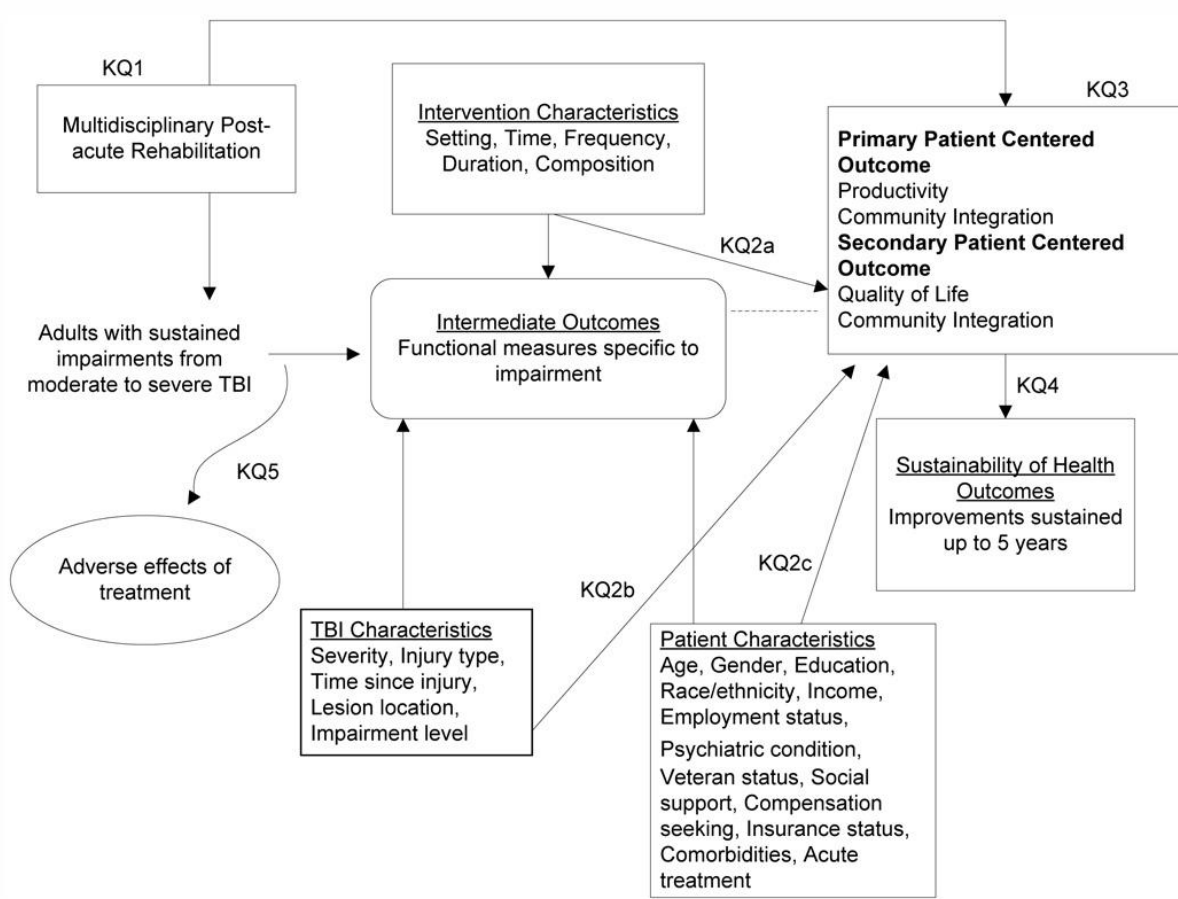 KQ1
Multidisciplinary Post-
acute Rehabilitation
Intervention Characteristics
Setting, Time, Frequency,
Duration, Composition
KQ3
Primary Patient Centered
Outcome
Productivity
Community Integration
Secondary Patient Centered
Outcome
Quality of Life
Community Integration
KQ2a
Adults with sustained
impairments from
moderate to severe TBI
Intermediate Outcomes
Functional measures specific to
impairment
KQ4
Sustainability of Health
Outcomes
Improvements sustained
up to 5 years
KQ5
Adverse effects of
treatment
KQ2b
KQ2c
TBI Characteristics
Severity, Injury type,
Time since injury,
Lesion location,
Impairment level
Patient Characteristics
Age, Gender, Education,
Race/ethnicity, Income,
Employment status,
Psychiatric condition,
Veteran status, Social
support, Compensation
seeking, Insurance status,
Comorbidities, Acute
treatment